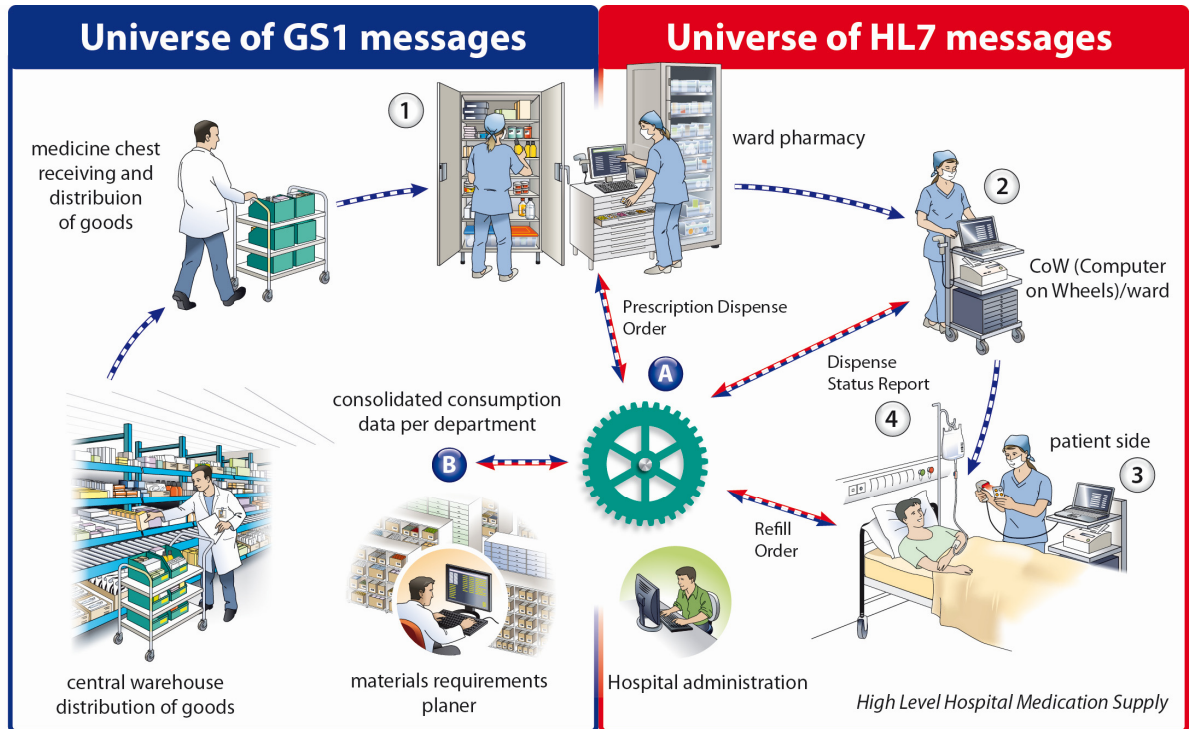 Universe of GS1 messages
Universe of HL7 messages
1
medicine chest
receiving and
distribuion
of goods
ward pharmacy
2
CoW (Computer
on Wheels)/ward
Prescription Dispense
Order
A
Dispense
Status Report
4
consolidated consumption
data per department
B
patient side
3
Refill
Order
central warehouse
distribution of goods
materials requirements
planer
Hospital administration
High Level Hospital Medication Supply